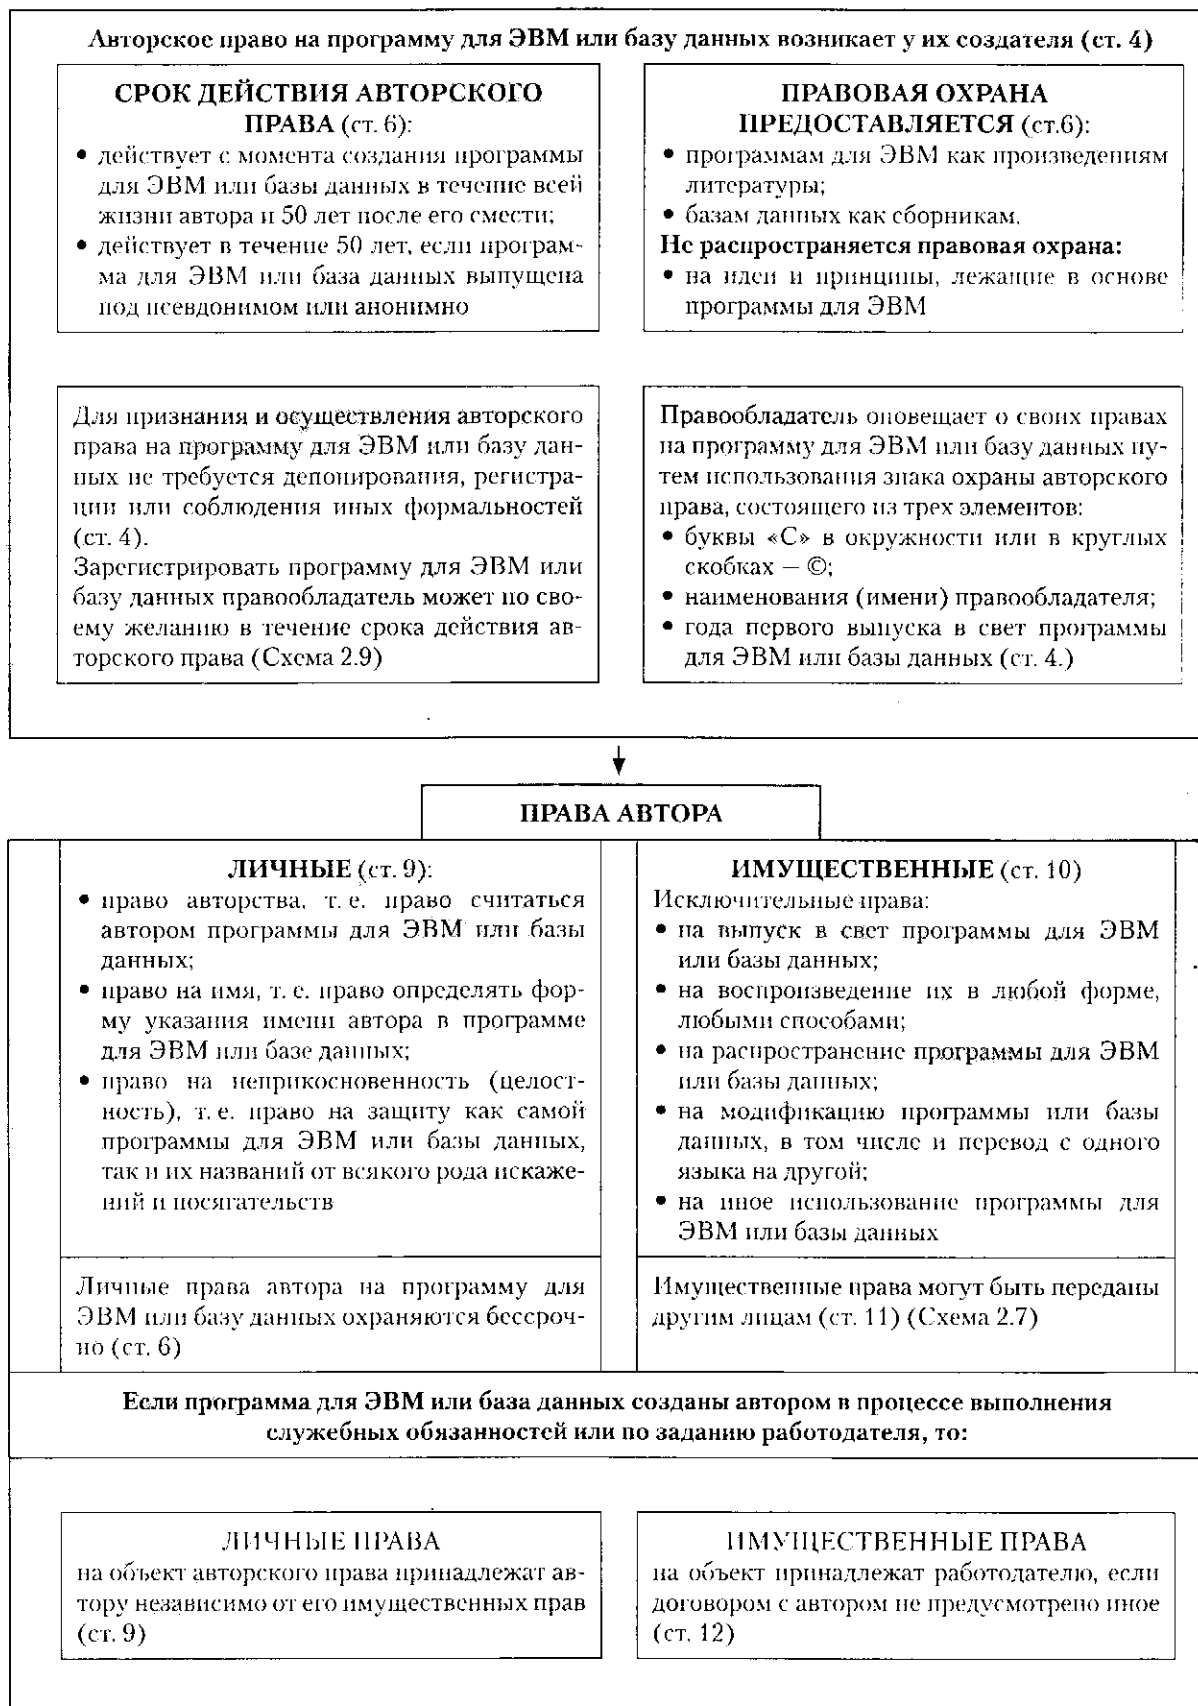 Авторское право на программу для ЭВМ или базу данных возникает у их создателя (ст. 4)
СРОК ДЕЙСТВИЯ АВТОРСКОГО
ПРАВА (ст. 6):
• действует с момента создания программы
для ЭВМ или базы данных в течение всей
жизни автора и 50 лет после его смести;
• действует в течение 50 лет, если програм-
ма для ЭВМ или база данных выпущена
под псевдонимом или анонимно
ПРАВОВАЯ ОХРАНА
ПРЕДОСТАВЛЯЕТСЯ (ст.6):
• программам для ЭВМ как произведениям
литературы;
• базам данных как сборникам.
Не распространяется правовая охрана:
• на идеи и принципы, лежащие в основе
программы для ЭВМ
Для признания и осуществления авторского
права на программу для ЭВМ или базу дан-
ных не требуется депонирования, регистра-
ции или соблюдения иных формальностей
(ст. 4).
Зарегистрировать программу для ЭВМ или
базу данных правообладатель может по сво-
ему желанию в течение срока действия ав-
торского права (Схема 2.9)
Правообладатель оповещает о своих правах
на программу для ЭВМ или базу данных пу-
тем использования знака охраны авторского
права, состоящего из трех элементов:
• буквы «С» в окружности или в круглых
скобках — ©;
• наименования (имени) правообладателя;
• года первого выпуска в свет программы
для ЭВМ или базы данных (ст. 4.)
ПРАВА АВТОРА
ЛИЧНЫЕ (ст. 9):
• право авторства, т. е. право считаться
автором программы для ЭВМ или базы
данных;
• право на имя, т. е. право определять фор-
му указания имени автора в программе
для ЭВМ или базе данных;
• право на неприкосновенность (целост-
ность), т. е. право на защиту как самой
программы для ЭВМ или базы данных,
так и их названий от всякого рода искаже-
ний и посягательств
Личные права автора на программу для
ЭВМ или базу данных охраняются бессроч-
но (ст. 6)
ИМУЩЕСТВЕННЫЕ (ст. 10)
Исключительные права:
• на выпуск в свет программы для ЭВМ
или базы данных;
• на воспроизведение их в любой форме,
любыми способами;
• на распространение программы для ЭВМ
или базы данных;
• на модификацию программы или базы
данных, в том числе и перевод с одного
языка на другой;
• на иное использование программы для
ЭВМ или базы данных
Имущественные права могут быть переданы
другим лицам (ст. 11) (Схема 2.7)
Если программа для ЭВМ или база данных созданы автором в процессе выполнения
служебных обязанностей или по заданию работодателя, то:
ЛИЧНЫЕ ПРАВА
на объект авторского права принадлежат ав-
тору независимо от его имущественных прав
(ст. 9)
ИМУЩЕСТВЕННЫЕ ПРАВА
на объект принадлежат работодателю, если
договором с автором не предусмотрено иное
(ст. 12)